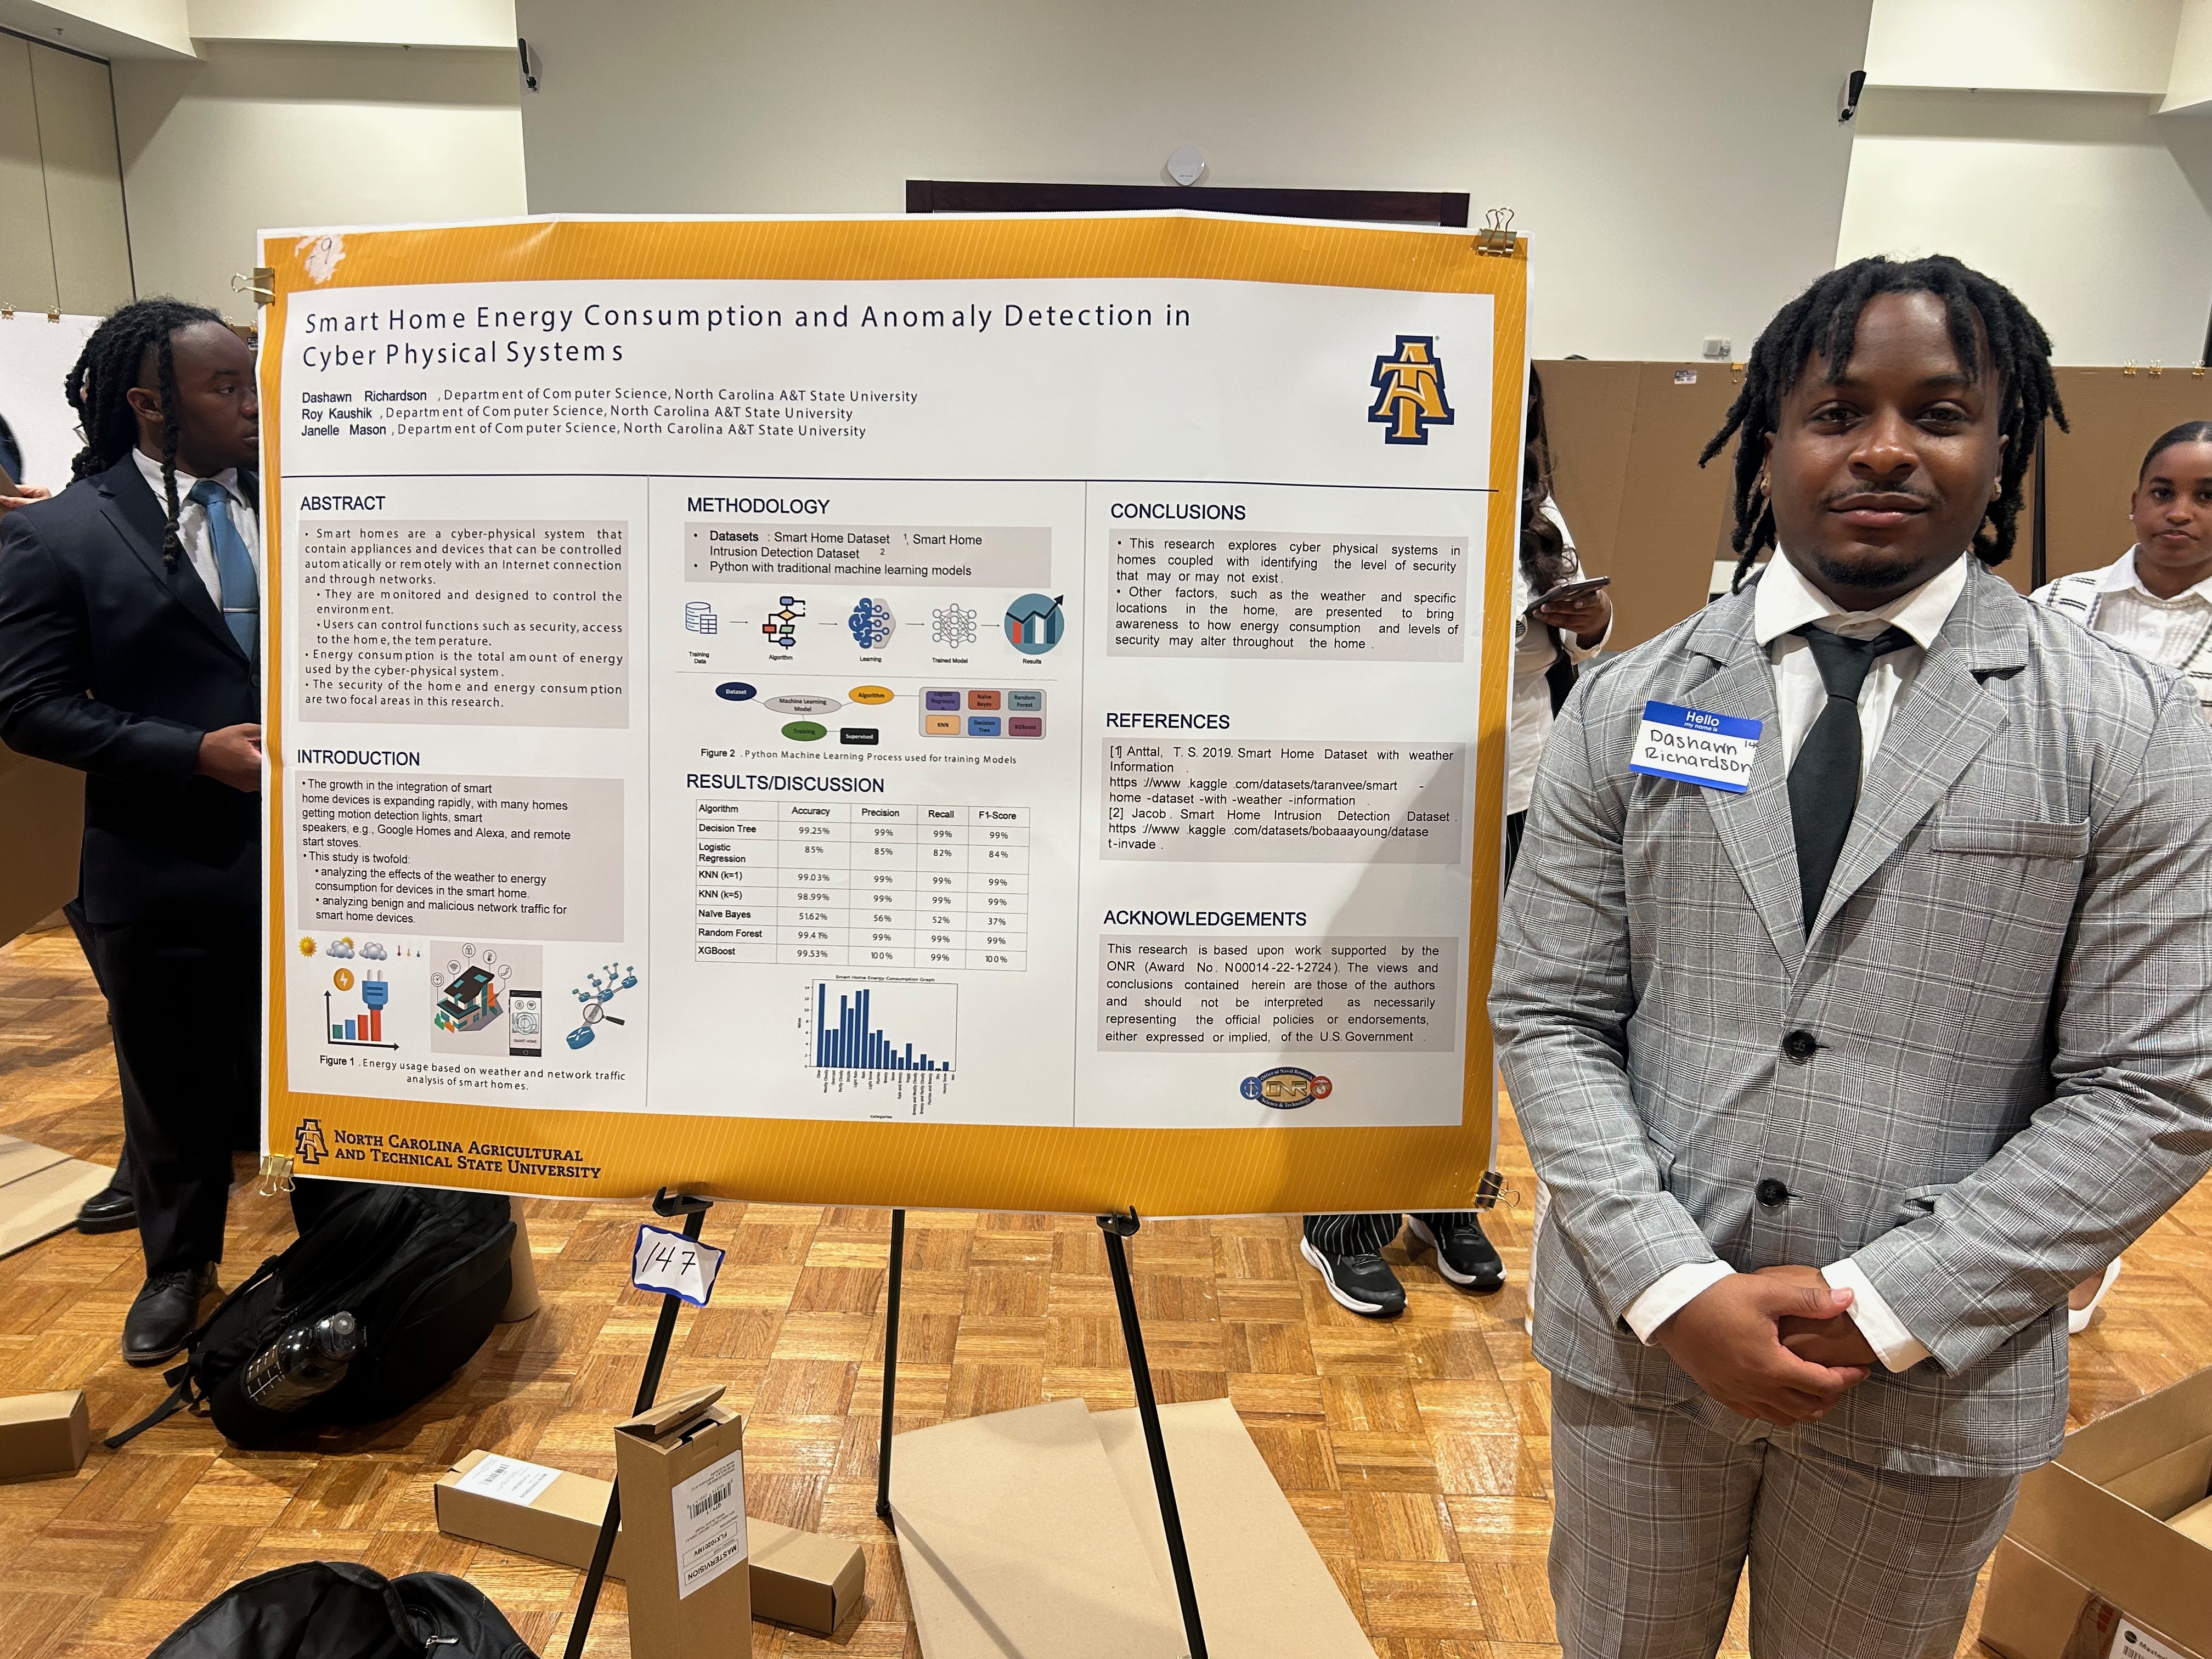 29
Smart Home Energy Consumption and Anomaly Detection in
Cyber Physical Systems
Dashawn Richardson , Department of Computer Science, North Carolina A&T State University
Roy Kaushik , Department of Computer Science, North Carolina A&T State University
Janelle Mason , Department of Computer Science, North Carolina A&T State University
ABSTRACT
• Smart homes are a cyber-physical system that
contain appliances and devices that can be controlled
automatically or remotely with an Internet connection
and through networks.
• They are monitored and designed to control the
environment.
• Users can control functions such as security, access
to the home, the temperature.
• Energy consumption is the total amount of energy
used by the cyber-physical system .
• The security of the home and energy consumption
are two focal areas in this research.
INTRODUCTION
• The growth in the integration of smart
home devices is expanding rapidly, with many homes
getting motion detection lights, smart
speakers, e.g., Google Homes and Alexa, and remote
start stoves.
• This study is twofold:
• analyzing the effects of the weather to energy
consumption for devices in the smart home.
• analyzing benign and malicious network traffic for
smart home devices.
SMART HOME
Figure 1 . Energy usage based on weather and network traffic
analysis of smart homes.
METHODOLOGY
• Datasets : Smart Home Dataset 1, Smart Home
Intrusion Detection Dataset 2
• Python with traditional machine learning models
Training Data
Algorithm
Learning
Trained Model
Results
Dataset
Machine Learning Model
Algorithm
Training
Supervised
Naïve Bayes
Random Forest
KNN
Decision Tree
XGBoost
Figure 2 . Python Machine Learning Process used for training Models
RESULTS/DISCUSSION
Algorithm Accuracy Precision Recall F1-Score
Decision Tree 99.25% 99% 99% 99%
Logistic
Regression 85% 85% 82% 84%
KNN (k=1) 99.03% 99% 99% 99%
KNN (k=5) 98.99% 99% 99% 99%
Naïve Bayes 51.62% 56% 52% 37%
Random Forest 99.41% 99% 99% 99%
XGBoost 99.53% 100% 99% 100%
Smart Home Energy Consumption Graph
Categories
CONCLUSIONS
• This research explores cyber physical systems in
homes coupled with identifying the level of security
that may or may not exist .
• Other factors, such as the weather and specific
locations in the home, are presented to bring
awareness to how energy consumption and levels of
security may alter throughout the home .
REFERENCES
[1] Anttal, T. S. 2019. Smart Home Dataset with weather
Information .
https ://www .kaggle .com/datasets/taranvee/smart -
home -dataset -with -weather -information .
[2] Jacob . Smart Home Intrusion Detection Dataset .
https ://www .kaggle .com/datasets/bobaaayoung/datase
t-invade .
ACKNOWLEDGEMENTS
This research is based upon work supported by the
ONR (Award No. N00014-22-1-2724). The views and
conclusions contained herein are those of the authors
and should not be interpreted as necessarily
representing the official policies or endorsements,
either expressed or implied, of the U.S. Government .
Office of Naval Research
ONR
Science & Technology
NORTH CAROLINA AGRICULTURAL
AND TECHNICAL STATE UNIVERSITY
Hello
my name is
Dashawn
Richardson
147
MASTERVISION
FLX10201MV